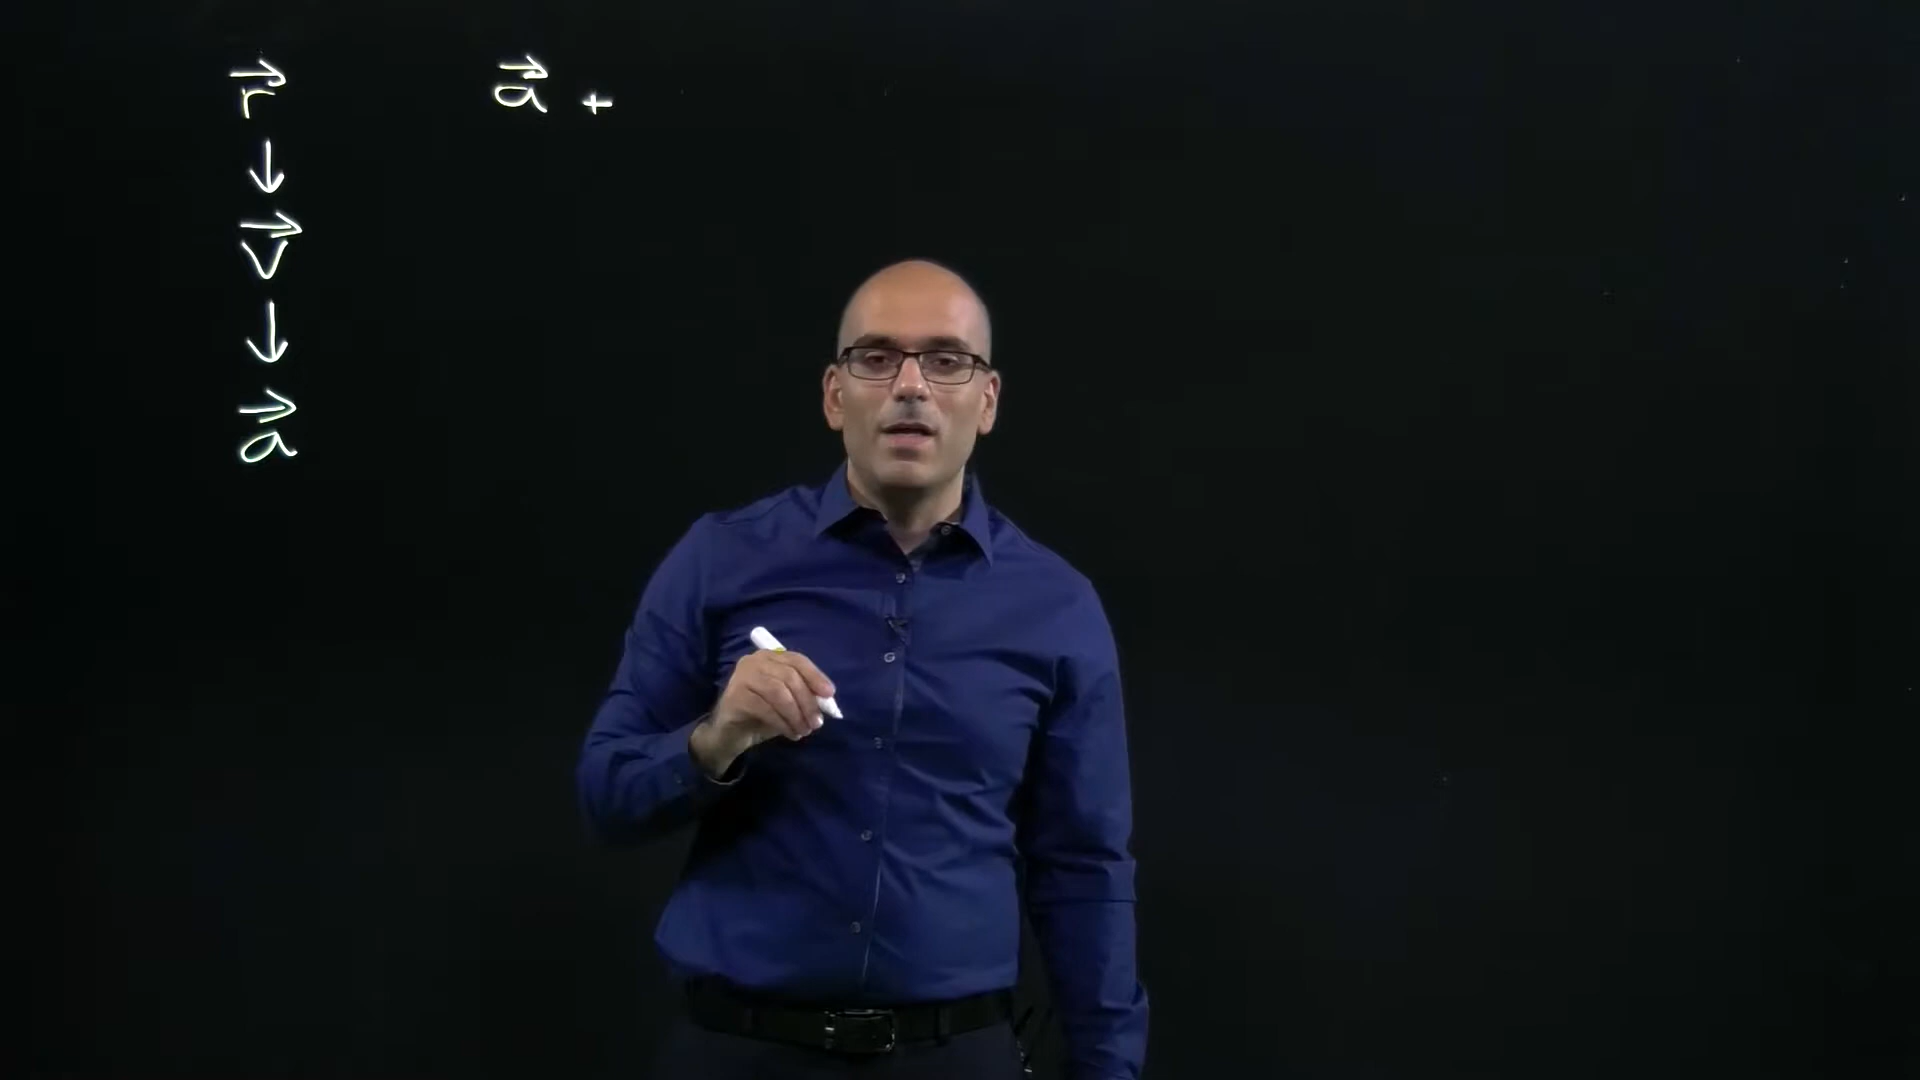 r⃗ a⃗ +
↓
v⃗
↓
a⃗